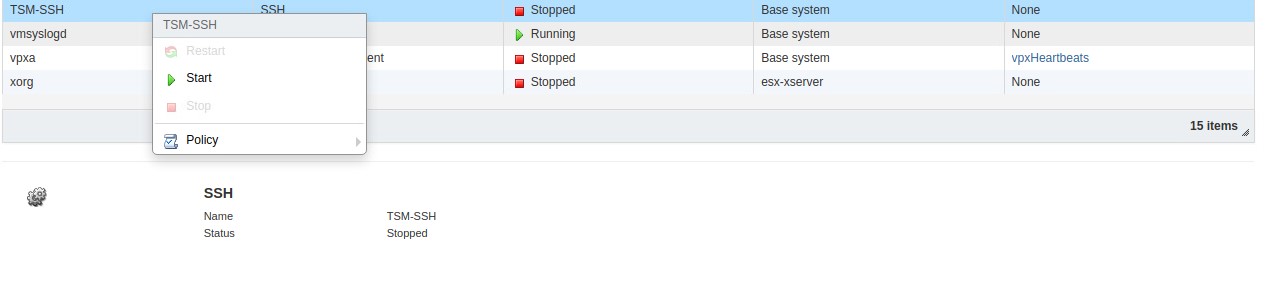 TSM-SSH SSH Stopped Base system None
TSM-SSH
vmsyslogd Running Base system None
Restart
vpxa ent Stopped Base system vpxHeartbeats
Start
xorg Stopped esx-xserver None
Stop
15 items
Policy
SSH
Name TSM-SSH
Status Stopped